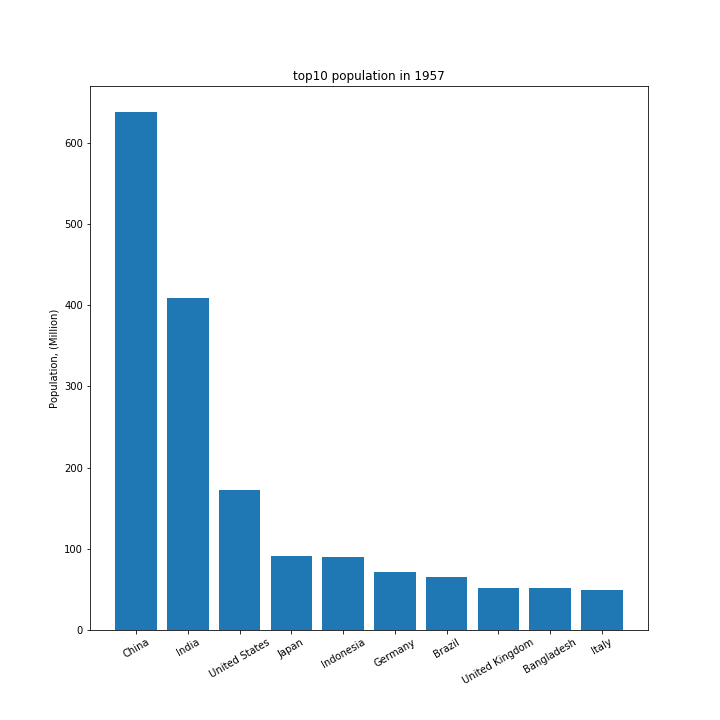 top10 population in 1957
Population, (Million)
600
500
400
300
200
100
0
China
India
United States
Japan
Indonesia
Germany
Brazil
United Kingdom
Bangladesh
Italy